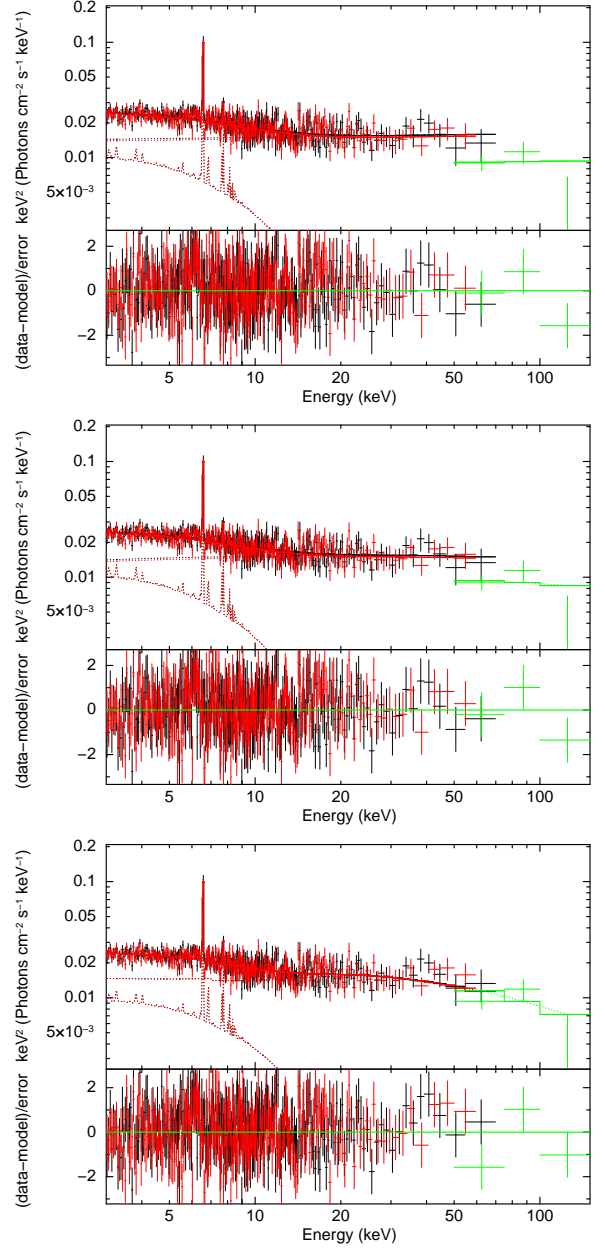 0.2
0.1
0.05
0.02
0.01
5×10⁻³
keV² (Photons cm⁻² s⁻¹ keV⁻¹)
2
0
−2
(data−model)/error
5 10 20 50 100
Energy (keV)
0.2
0.1
0.05
0.02
0.01
5×10⁻³
keV² (Photons cm⁻² s⁻¹ keV⁻¹)
2
0
−2
(data−model)/error
5 10 20 50 100
Energy (keV)
0.2
0.1
0.05
0.02
0.01
5×10⁻³
keV² (Photons cm⁻² s⁻¹ keV⁻¹)
2
0
−2
(data−model)/error
5 10 20 50 100
Energy (keV)